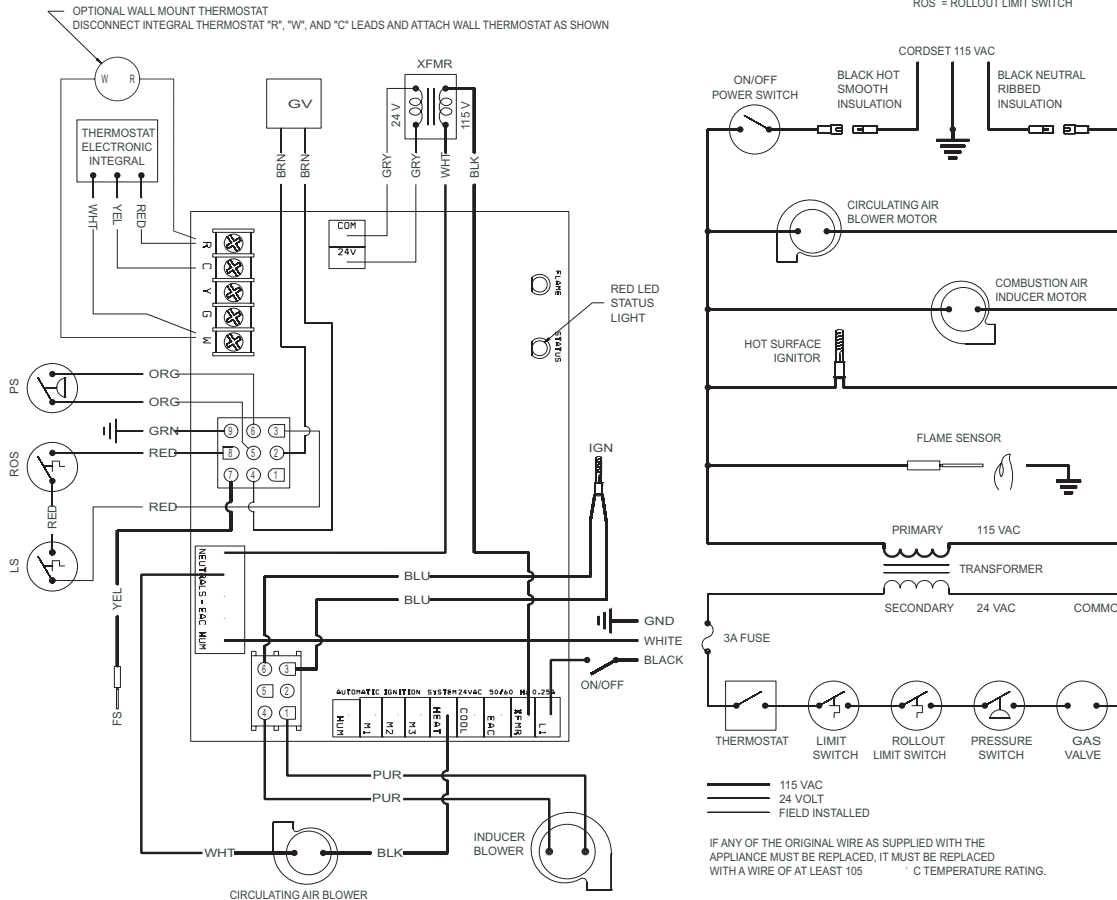 OPTIONAL WALL MOUNT THERMOSTAT
DISCONNECT INTEGRAL THERMOSTAT "R", "W", AND "C" LEADS AND ATTACH WALL THERMOSTAT AS SHOWN
W R
THERMOSTAT
ELECTRONIC
INTEGRAL
WHT
YEL
RED
GV
BRN
BRN
XFMR
24 V
115 V
GRY
GRY
WHT
BLK
COM
24V
R
C
Y
G
W
FLAME
STATUS
RED LED
STATUS
LIGHT
PS
ORG
ORG
GRN
RED
ROS
RED
RED
LS
9 6 3
8 5 2
7 4 1
YEL
FS
NEUTRALS - EAC HUM
IGN
BLU
BLU
GND
WHITE
BLACK
ON/OFF
6 3
5 2
4 1
AUTOMATIC IGNITION SYSTEM 24VAC 50/60 Hz 0.25A
HUM
M1
M2
M3
HEAT
COOL
EAC
XFMR
L1
PUR
PUR
WHT
BLK
CIRCULATING AIR BLOWER
INDUCER
BLOWER
ROS = ROLLOUT LIMIT SWITCH
CORDSET 115 VAC
ON/OFF
POWER SWITCH
BLACK HOT
SMOOTH
INSULATION
BLACK NEUTRAL
RIBBED
INSULATION
CIRCULATING AIR
BLOWER MOTOR
COMBUSTION AIR
INDUCER MOTOR
HOT SURFACE
IGNITOR
FLAME SENSOR
PRIMARY 115 VAC
TRANSFORMER
SECONDARY 24 VAC COMMO
3A FUSE
THERMOSTAT
LIMIT
SWITCH
ROLLOUT
LIMIT SWITCH
PRESSURE
SWITCH
GAS
VALVE
115 VAC
24 VOLT
FIELD INSTALLED
IF ANY OF THE ORIGINAL WIRE AS SUPPLIED WITH THE
APPLIANCE MUST BE REPLACED, IT MUST BE REPLACED
WITH A WIRE OF AT LEAST 105 ' C TEMPERATURE RATING.